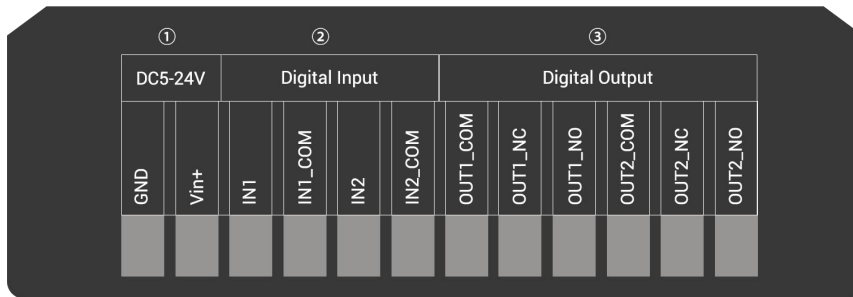 ① ② ③
DC5-24V Digital Input Digital Output
GND Vin+ IN1 IN1_COM IN2 IN2_COM OUT1_COM OUT1_NC OUT1_NO OUT2_COM OUT2_NC OUT2_NO